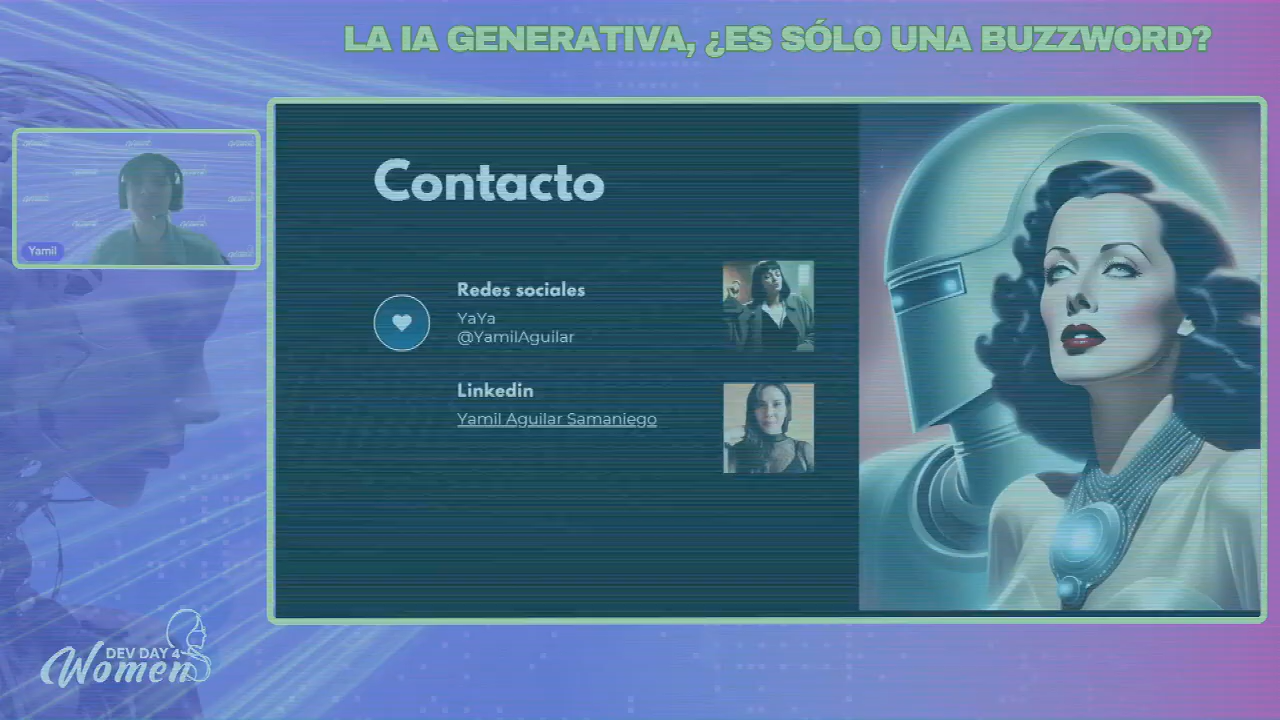 LA IA GENERATIVA, ¿ES SÓLO UNA BUZZWORD?
Yamil
Contacto
Redes sociales
YaYa
@YamilAguilar
Linkedin
Yamil Aguilar Samaniego
DEV DAY 4
Women